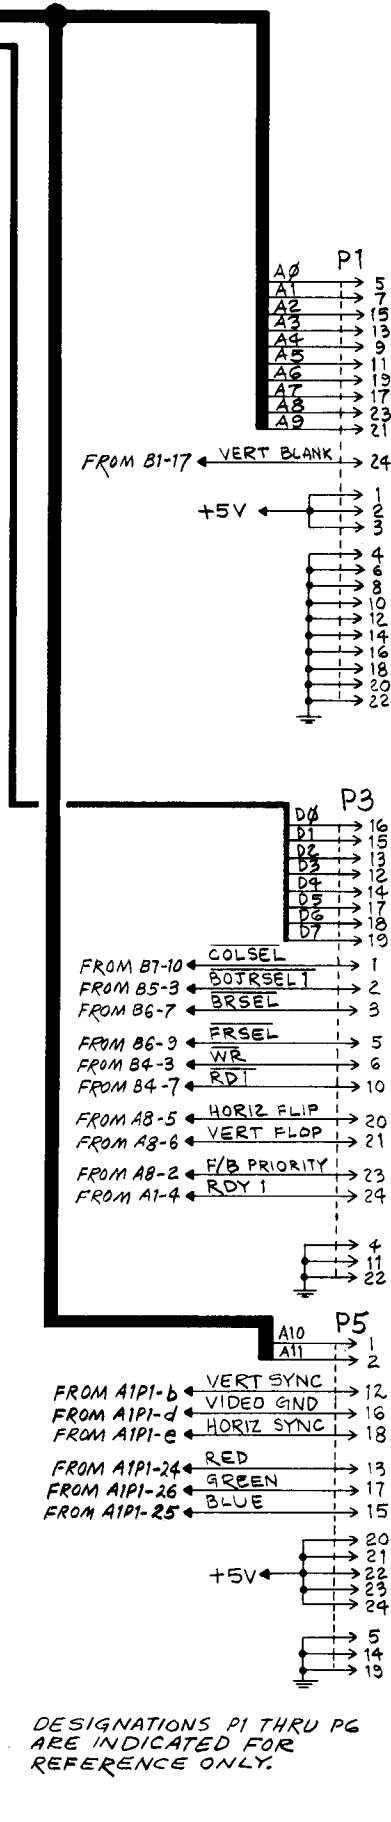 P1
AØ 5
A1 7
A2 15
A3 13
A4 9
A5 11
A6 19
A7 17
A8 23
A9 21
FROM B1-17 VERT BLANK 24
1
+5V 2
3
4
6
8
10
12
14
16
18
20
22
P3
DØ 16
D1 15
D2 13
D3 12
D4 14
D5 17
D6 18
D7 19
FROM B7-10 COLSEL 1
FROM B5-3 BOJRSEL1 2
FROM B6-7 BRSEL 3
FROM B6-9 FRSEL 5
FROM B4-3 WR 6
FROM B4-7 RD1 10
FROM A8-5 HORIZ FLIP 20
FROM A8-6 VERT FLOP 21
FROM A8-2 F/B PRIORITY 23
FROM A1-4 RDY 1 24
4
11
22
P5
A10 1
A11 2
FROM A1P1-b VERT SYNC 12
FROM A1P1-d VIDEO GND 16
FROM A1P1-e HORIZ SYNC 18
FROM A1P1-24 RED 13
FROM A1P1-26 GREEN 17
FROM A1P1-25 BLUE 15
20
21
+5V 22
23
24
5
14
19
DESIGNATIONS P1 THRU P6
ARE INDICATED FOR
REFERENCE ONLY.